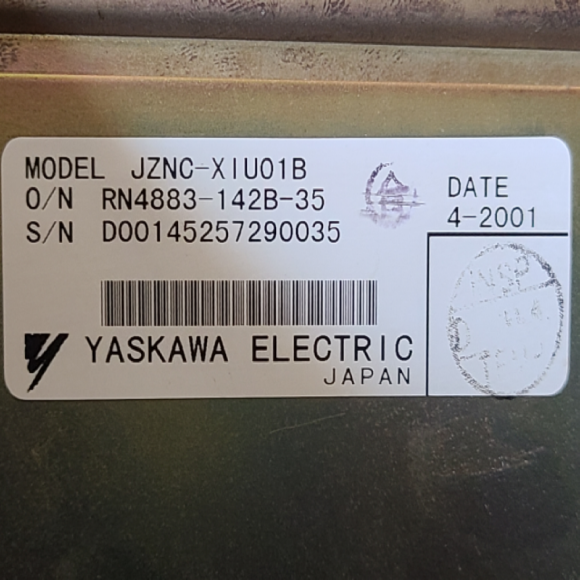 MODEL JZNC-XIU01B
O/N RN4883-142B-35
S/N D00145257290035
DATE
4-2001
YASKAWA ELECTRIC
JAPAN